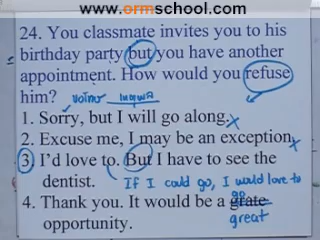 www.ormschool.com
24. You classmate invites you to his
birthday party but you have another
appointment. How would you refuse
him?
1. Sorry, but I will go along.
2. Excuse me, I may be an exception.
3. I'd love to. But I have to see the
dentist.
If I could go, I would love to
go
4. Thank you. It would be a grate
great
opportunity.